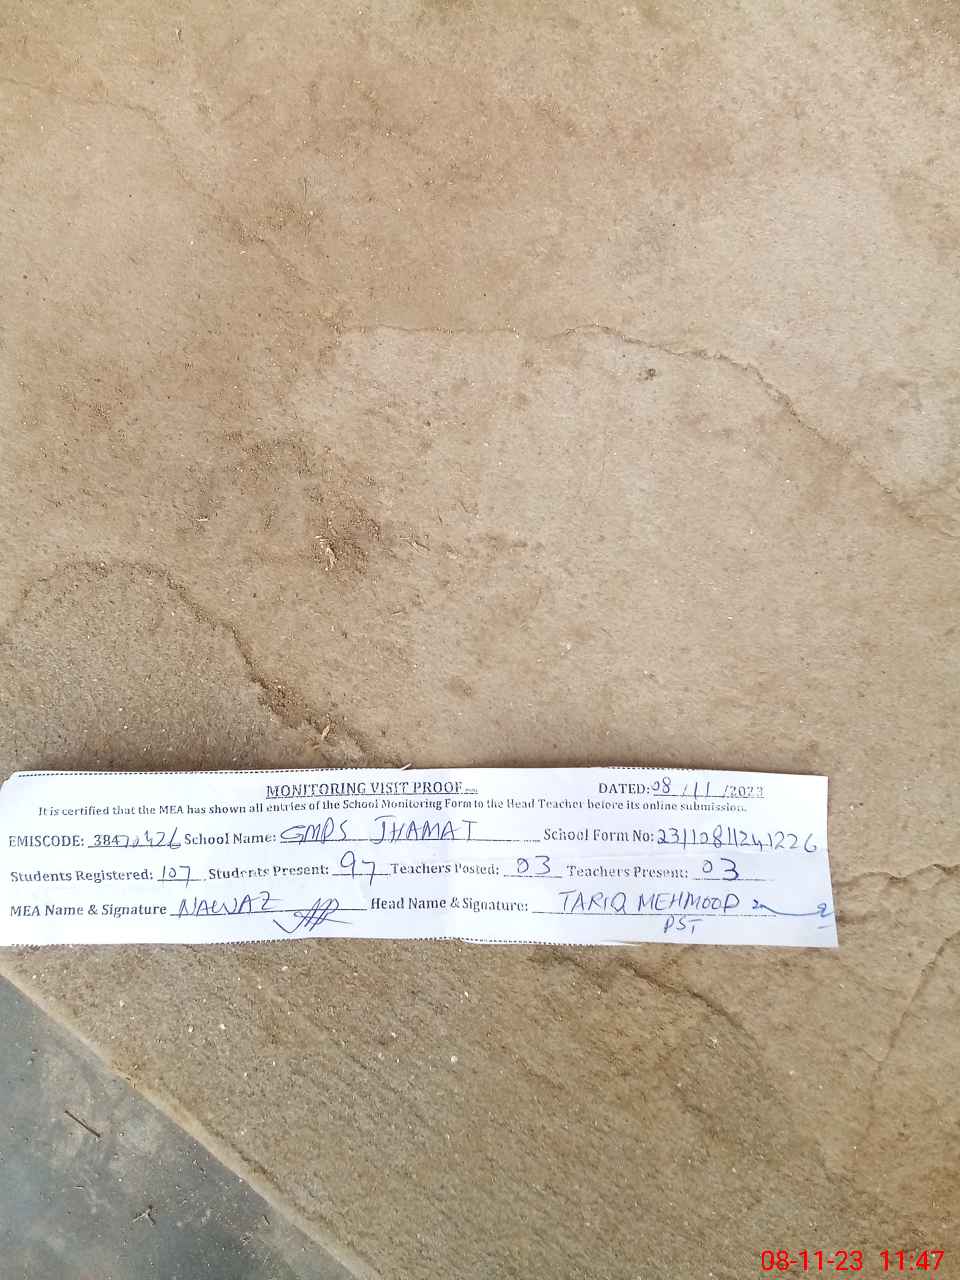 MONITORING VISIT PROOF DATED: 08/11/2023
It is certified that the MEA has shown all entries of the School Monitoring Form to the Head Teacher before its online submission.
EMISCODE: School Name: GMPS JHAMAT School Form No: 23110811241226
Students Registered: 107 Students Present: 97 Teachers Posted: 03 Teachers Present: 03
MEA Name & Signature NAWAZ Head Name & Signature: TARIQ MEHMOOD
PST
08-11-23 11:47